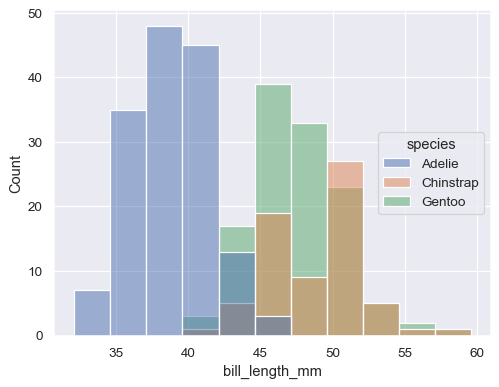 50
40
30
20
10
0
Count
species
Adelie
Chinstrap
Gentoo
35 40 45 50 55 60
bill_length_mm